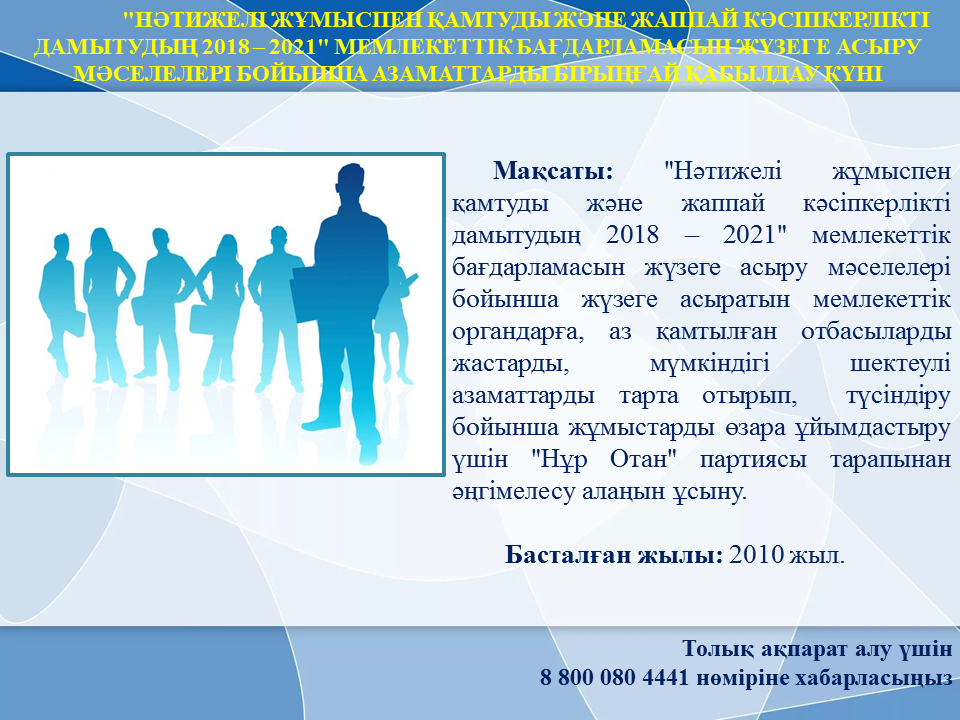 "НӘТИЖЕЛІ ЖҰМЫСПЕН ҚАМТУДЫ ЖӘНЕ ЖАППАЙ КӘСІПКЕРЛІКТІ
ДАМЫТУДЫҢ 2018 – 2021" МЕМЛЕКЕТТІК БАҒДАРЛАМАСЫН ЖҮЗЕГЕ АСЫРУ
МӘСЕЛЕЛЕРІ БОЙЫНША АЗАМАТТАРДЫ БІРЫҢҒАЙ ҚАБЫЛДАУ КҮНІ
Мақсаты: "Нәтижелі жұмыспен
қамтуды және жаппай кәсіпкерлікті
дамытудың 2018 – 2021" мемлекеттік
бағдарламасын жүзеге асыру мәселелері
бойынша жүзеге асыратын мемлекеттік
органдарға, аз қамтылған отбасыларды
жастарды, мүмкіндігі шектеулі
азаматтарды тарта отырып, түсіндіру
бойынша жұмыстарды өзара ұйымдастыру
үшін "Нұр Отан" партиясы тарапынан
әңгімелесу алаңын ұсыну.
Басталған жылы: 2010 жыл.
Толық ақпарат алу үшін
8 800 080 4441 нөміріне хабарласыңыз